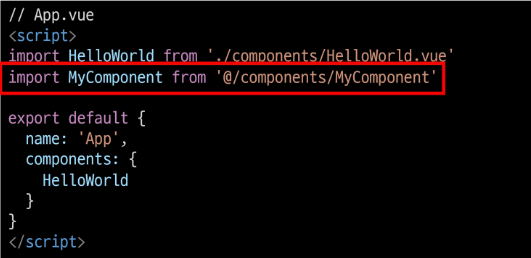 // App.vue
<script>
import HelloWorld from './components/HelloWorld.vue'
import MyComponent from '@/components/MyComponent'
export default {
name: 'App',
components: {
HelloWorld
}
}
</script>